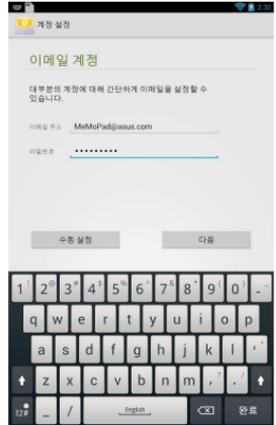 2:30
계정 설정
이메일 계정
대부분의 계정에 대해 간단하게 이메일을 설정할 수
있습니다.
이메일 주소 MeMoPad@asus.com
비밀번호 •••••••••
수동 설정 다음
1 ! 2 @ 3 # 4 $ 5 % 6 ^ 7 & 8 * 9 ( 0 ) - _
q w e r t y u i o p
a s d f g h j k l
z x c v b n m , ? . /
12# _ / English 완료